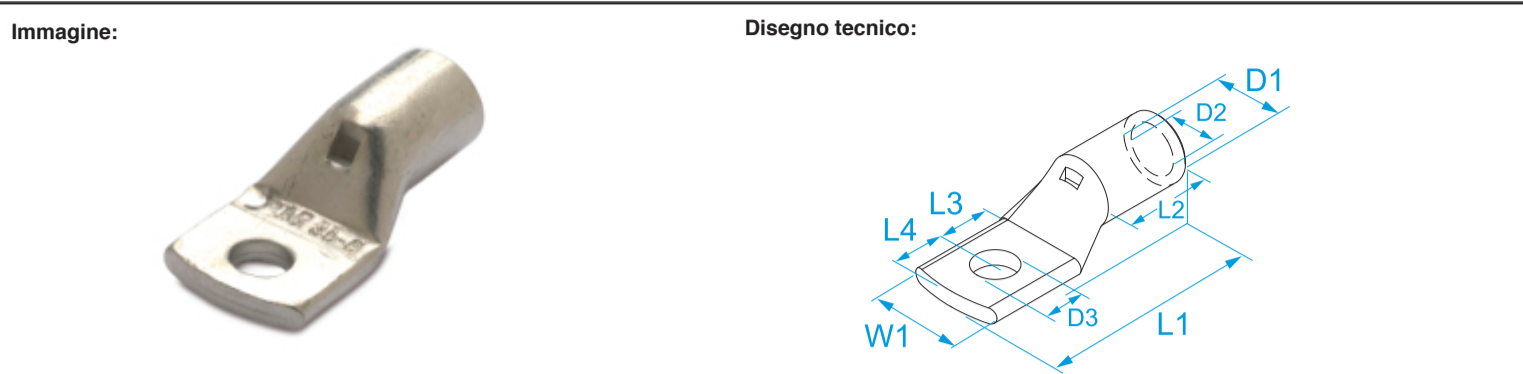 Immagine:
Disegno tecnico:
D1
D2
L3
L2
L4
D3
L1
W1